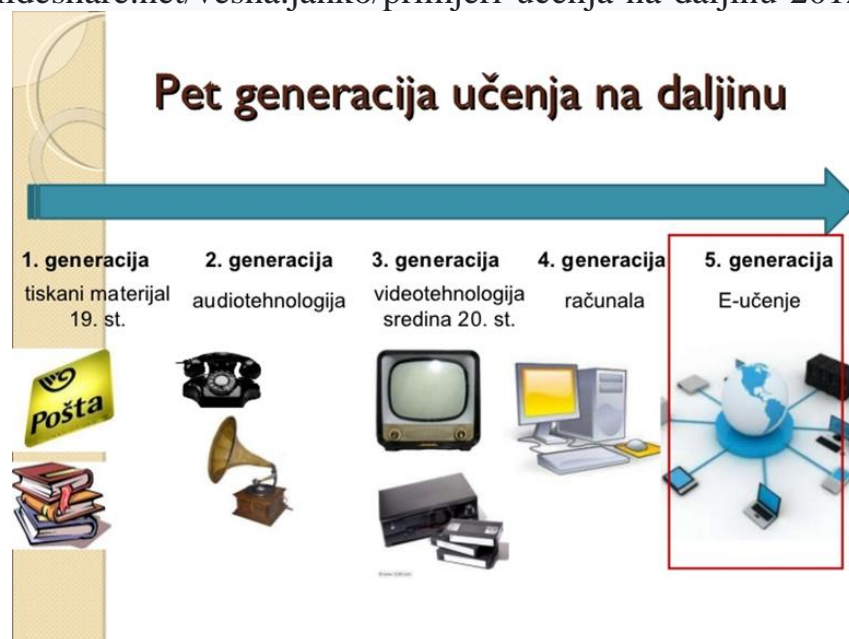 Pet generacija učenja na daljinu
1. generacija
tiskani materijal
19. st.
2. generacija
audiotehnologija
3. generacija
videotehnologija
sredina 20. st.
4. generacija
računala
5. generacija
E-učenje
Pošta